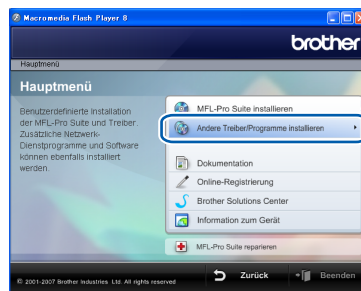 Macromedia Flash Player 8
brother
Hauptmenü
Hauptmenü
Benutzerdefinierte Installation
der MFL-Pro Suite und Treiber.
Zusätzliche Netzwerk-
Dienstprogramme und Software
können ebenfalls installiert
werden.
MFL-Pro Suite installieren
Andere Treiber/Programme installieren
Dokumentation
Online-Registrierung
Brother Solutions Center
Information zum Gerät
MFL-Pro Suite reparieren
© 2001-2007 Brother Industries Ltd. All rights reserved
Zurück
Beenden